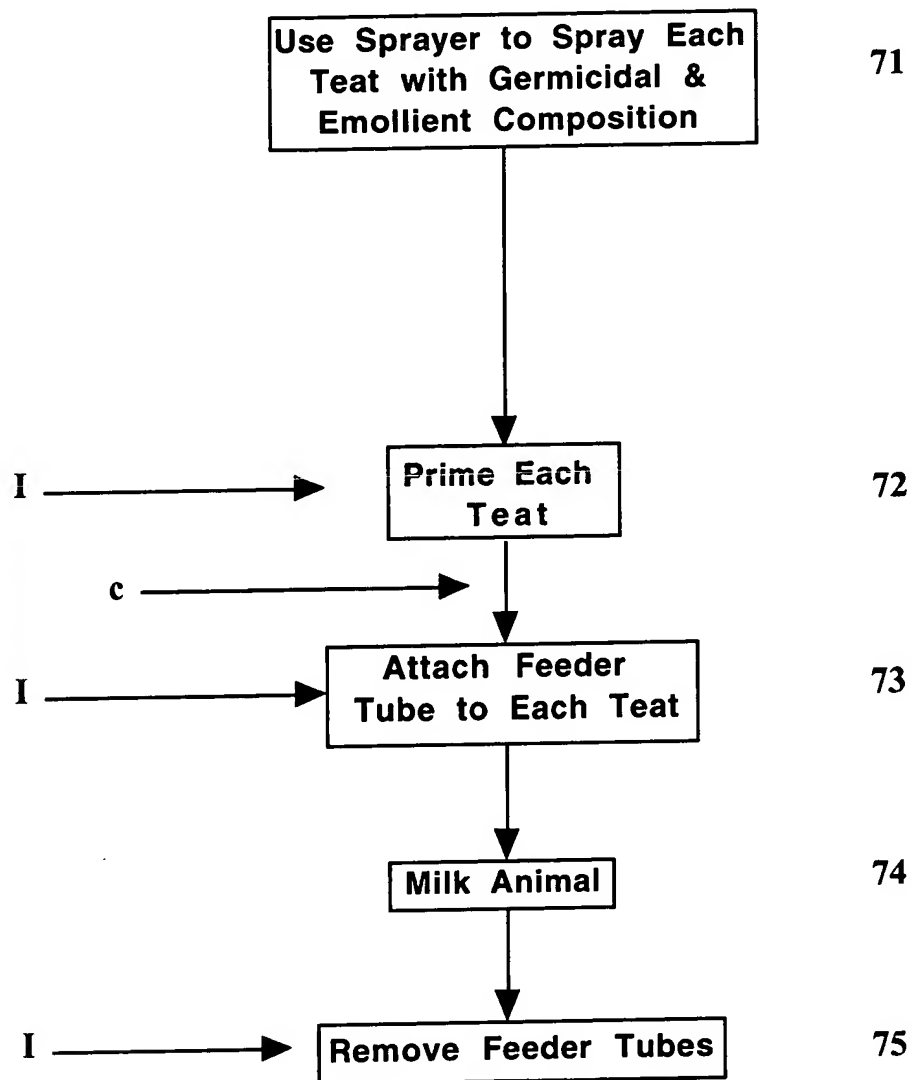 Use Sprayer to Spray Each
Teat with Germicidal &
Emollient Composition
71
I
Prime Each
Teat
72
c
I
Attach Feeder
Tube to Each Teat
73
Milk Animal
74
I
Remove Feeder Tubes
75